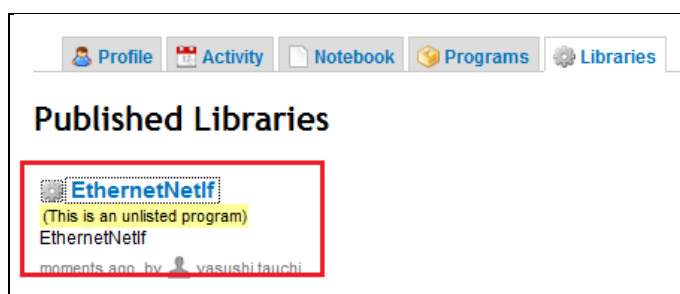 Profile Activity Notebook Programs Libraries
Published Libraries
EthernetNetIf
(This is an unlisted program)
EthernetNetIf
moments ago by yasushi tauchi